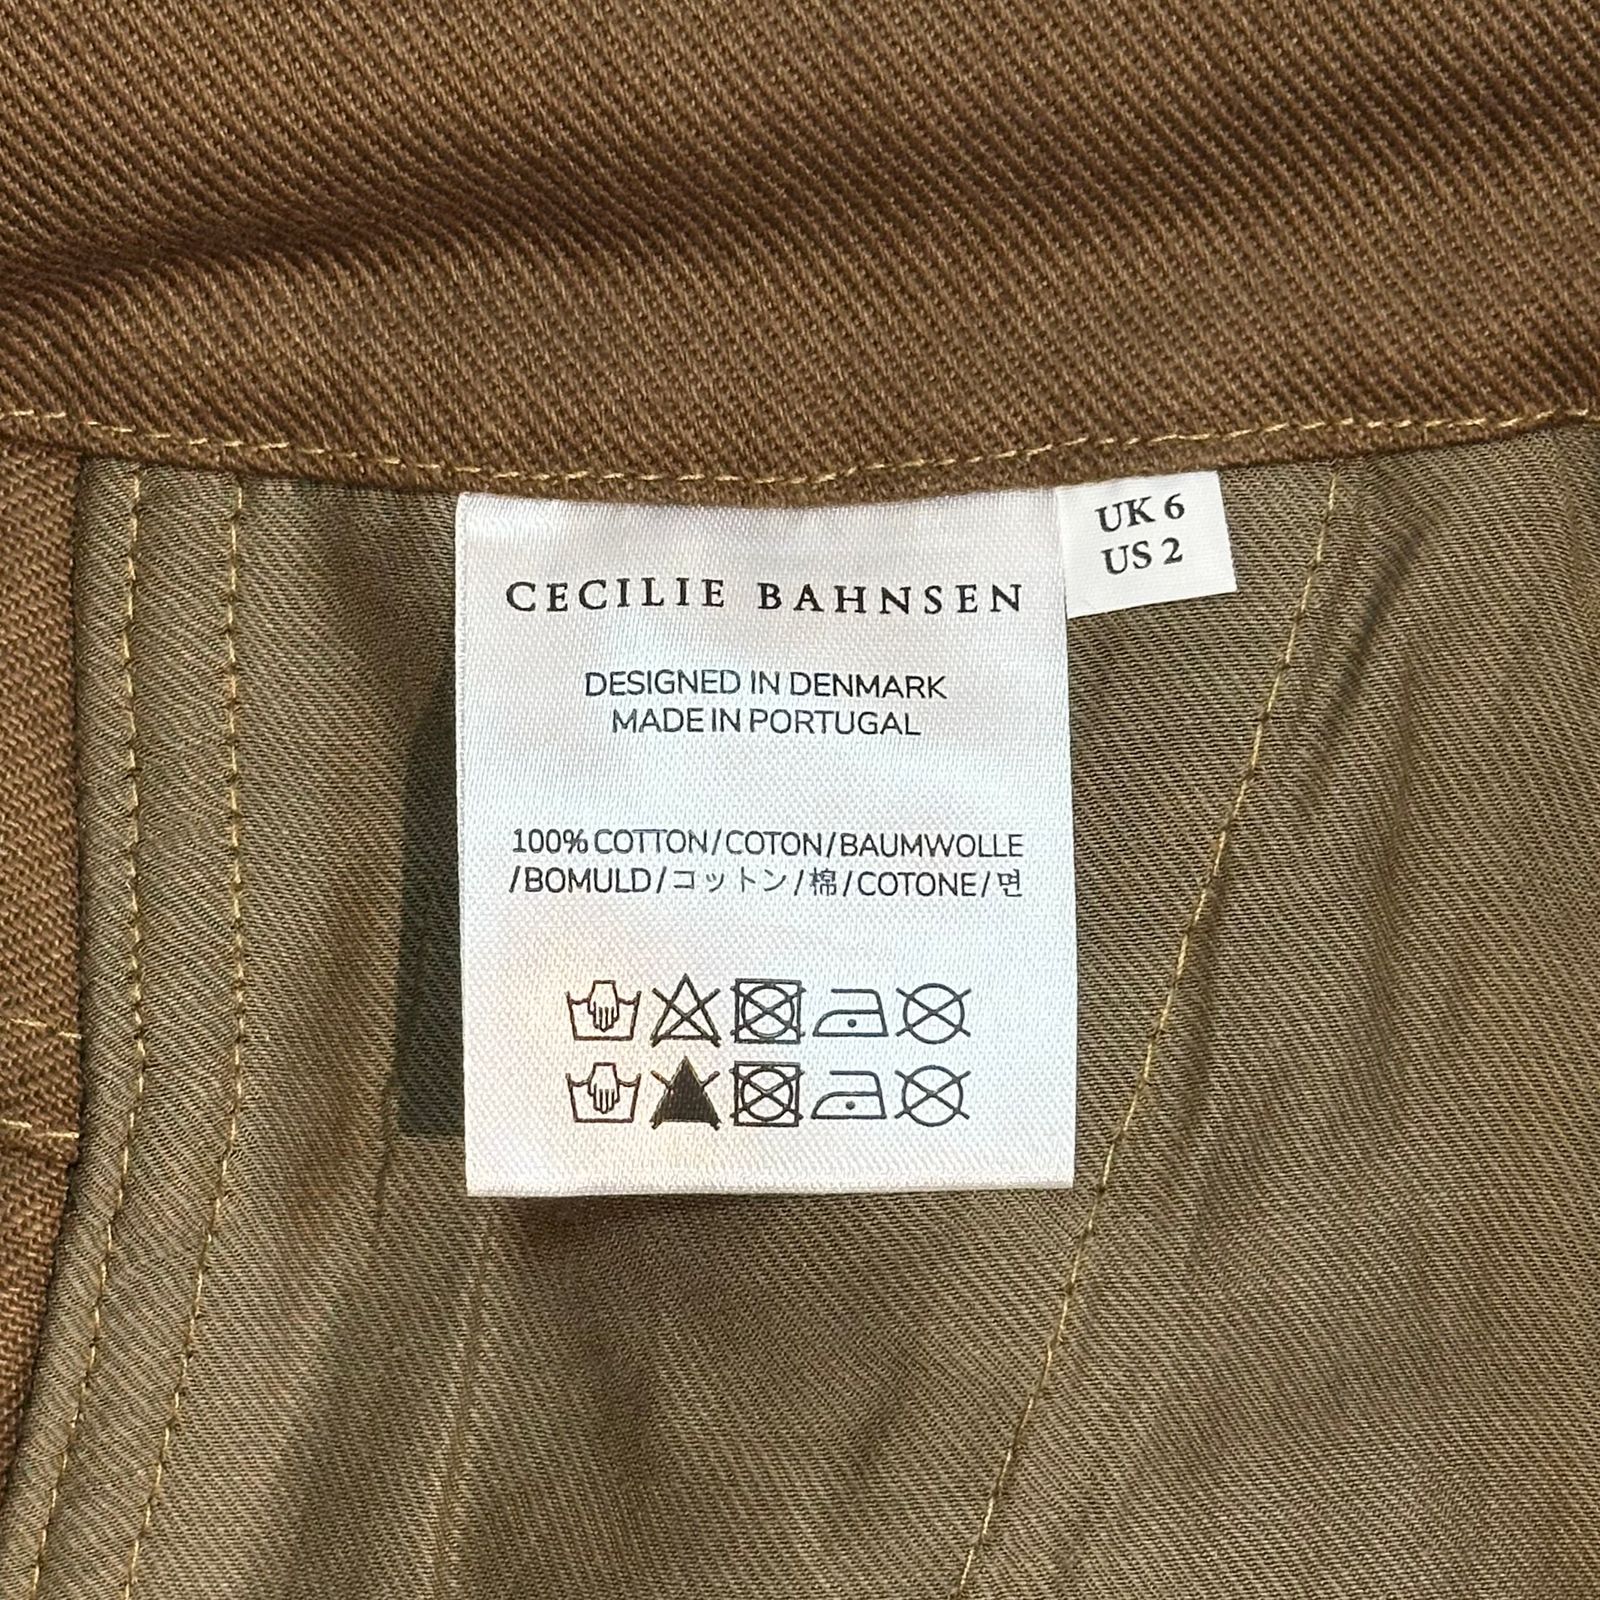 UK 6
US 2
CECILIE BAHNSEN
DESIGNED IN DENMARK
MADE IN PORTUGAL
100% COTTON/COTON/BAUMWOLLE
/BOMULD/コットン/棉/COTONE/면